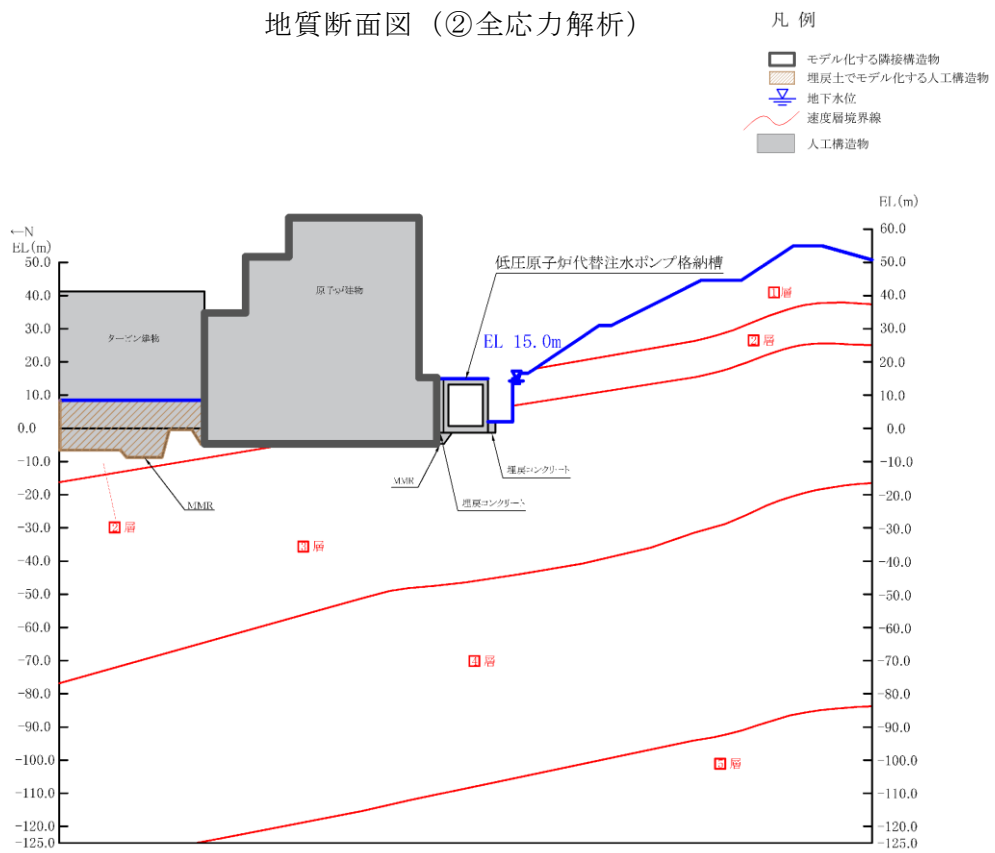 地質断面図（②全応力解析）
凡 例
モデル化する隣接構造物
埋戻土でモデル化する人工構造物
地下水位
速度層境界線
人工構造物
←N
EL(m)
50.0
40.0
30.0
20.0
10.0
0.0
-10.0
-20.0
-30.0
-40.0
-50.0
-60.0
-70.0
-80.0
-90.0
-100.0
-110.0
-120.0
-125.0
タービン建物
原子炉建物
低圧原子炉代替注水ポンプ格納槽
EL 15.0m
1層
2層
埋戻コンクリート
MMR
埋戻コンクリート
MMR
2層
3層
4層
5層
EL(m)
60.0
50.0
40.0
30.0
20.0
10.0
0.0
-10.0
-20.0
-30.0
-40.0
-50.0
-60.0
-70.0
-80.0
-90.0
-100.0
-110.0
-120.0
-125.0